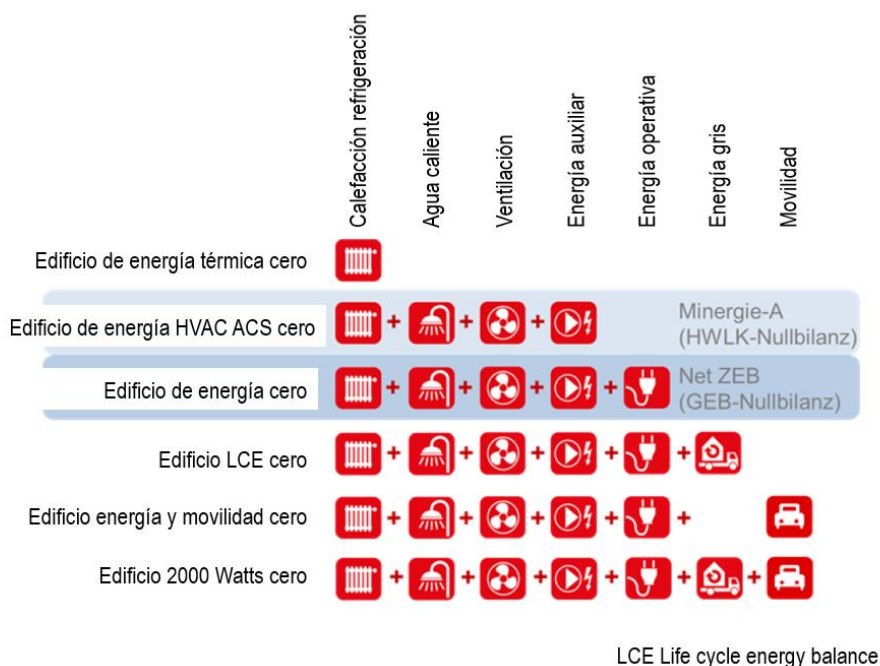 Calefacción refrigeración
Agua caliente
Ventilación
Energía auxiliar
Energía operativa
Energía gris
Movilidad
Edificio de energía térmica cero
Edificio de energía HVAC ACS cero
+ + +
Minergie-A
(HWLK-Nullbilanz)
Edificio de energía cero
+ + + +
Net ZEB
(GEB-Nullbilanz)
Edificio LCE cero
+ + + + +
Edificio energía y movilidad cero
+ + + + +
Edificio 2000 Watts cero
+ + + + + +
LCE Life cycle energy balance